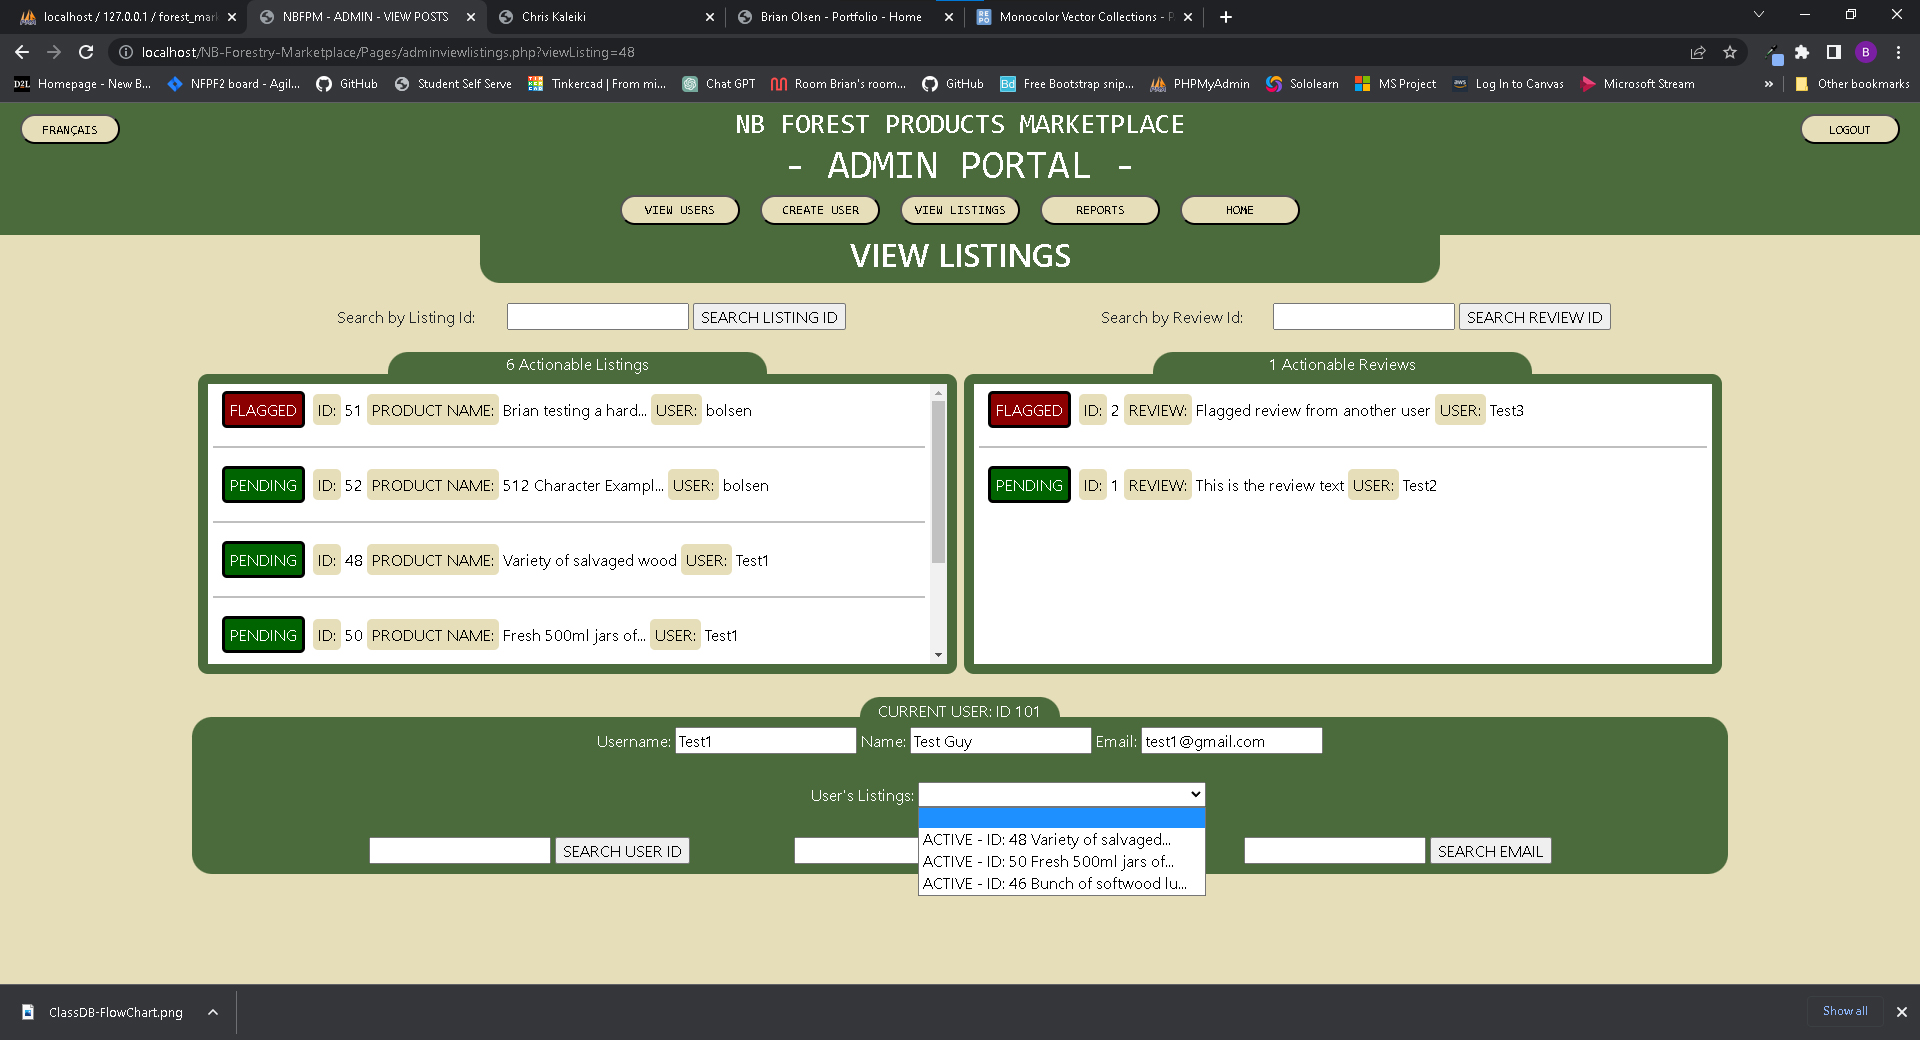 localhost / 127.0.0.1 / forest_mar
NBFPM - ADMIN - VIEW POSTS
Chris Kaleiki
Brian Olsen - Portfolio - Home
Monocolor Vector Collections - P
localhost/NB-Forestry-Marketplace/Pages/adminviewlistings.php?viewListing=48
B
D2L Homepage - New B...
NFPF2 board - Agil...
GitHub
Student Self Serve
Tinkercad | From mi...
Chat GPT
Room Brian's room...
GitHub
Bd Free Bootstrap snip...
PHPMyAdmin
Sololearn
MS Project
aws Log In to Canvas
Microsoft Stream
»
Other bookmarks
FRANÇAIS
NB FOREST PRODUCTS MARKETPLACE
LOGOUT
- ADMIN PORTAL -
VIEW USERS
CREATE USER
VIEW LISTINGS
REPORTS
HOME
VIEW LISTINGS
Search by Listing Id:
SEARCH LISTING ID
Search by Review Id:
SEARCH REVIEW ID
6 Actionable Listings
FLAGGED ID: 51 PRODUCT NAME: Brian testing a hard... USER: bolsen
PENDING ID: 52 PRODUCT NAME: 512 Character Exampl... USER: bolsen
PENDING ID: 48 PRODUCT NAME: Variety of salvaged wood USER: Test1
PENDING ID: 50 PRODUCT NAME: Fresh 500ml jars of... USER: Test1
1 Actionable Reviews
FLAGGED ID: 2 REVIEW: Flagged review from another user USER: Test3
PENDING ID: 1 REVIEW: This is the review text USER: Test2
CURRENT USER: ID 101
Username: Test1 Name: Test Guy Email: test1@gmail.com
User's Listings:
ACTIVE - ID: 48 Variety of salvaged...
ACTIVE - ID: 50 Fresh 500ml jars of...
ACTIVE - ID: 46 Bunch of softwood lu...
SEARCH USER ID
SEARCH EMAIL
ClassDB-FlowChart.png
Show all